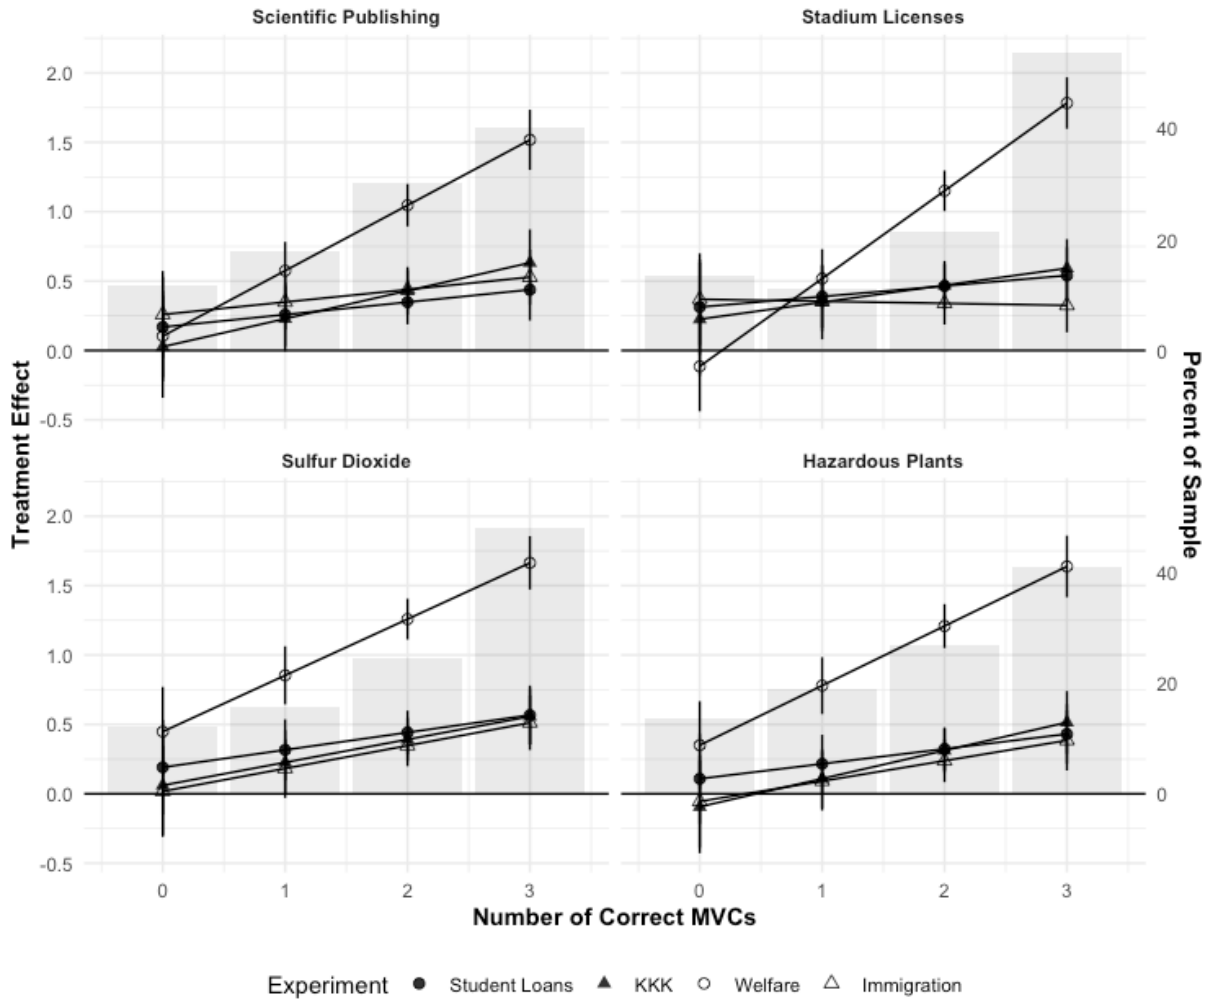 Scientific Publishing
Stadium Licenses
2.0
1.5
1.0
0.5
0.0
-0.5
40
20
0
Sulfur Dioxide
Hazardous Plants
2.0
1.5
1.0
0.5
0.0
-0.5
40
20
0
Treatment Effect
Percent of Sample
0 1 2 3
0 1 2 3
Number of Correct MVCs
Experiment Student Loans KKK Welfare Immigration